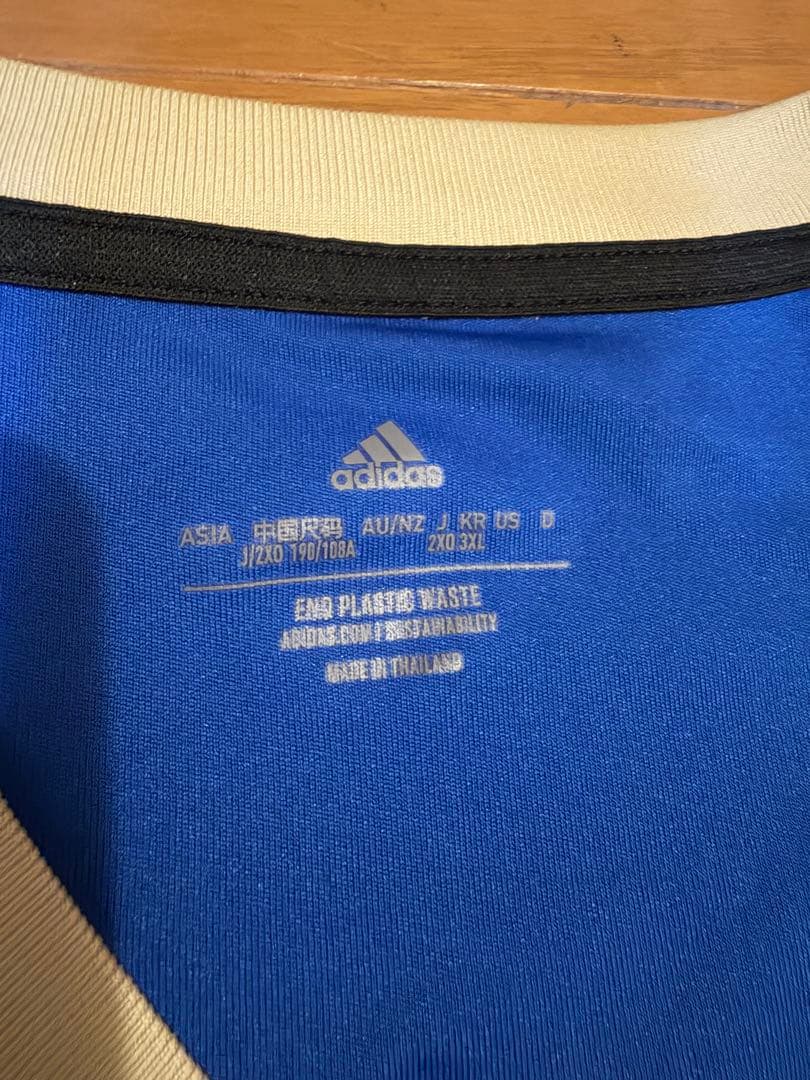 adidas
ASIA 中国尺码 AU/NZ J KR US D
J/2XO 190/108A 2XO 3XL
END PLASTIC WASTE
ADIDAS.COM/SUSTAINABILITY
MADE IN THAILAND